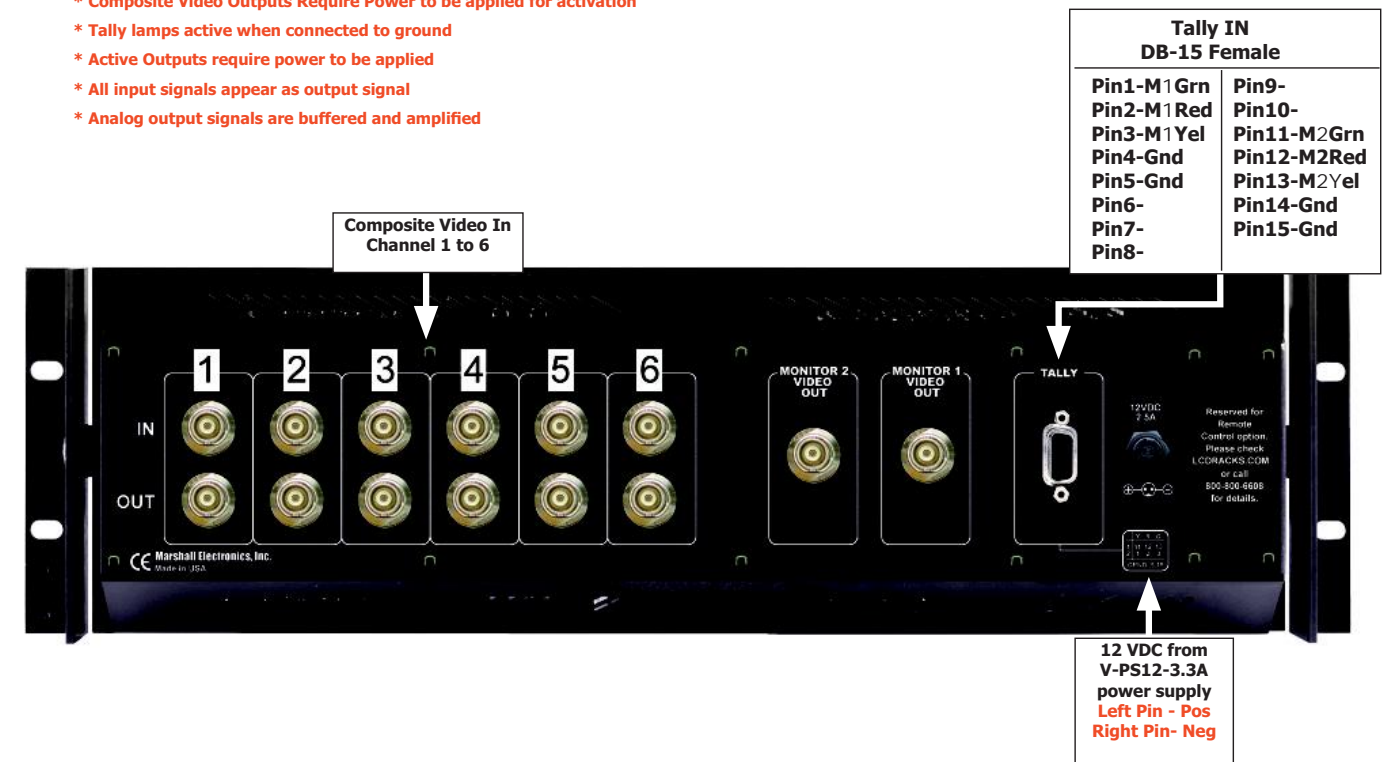 * Composite Video Outputs Require Power to be applied for activation
* Tally lamps active when connected to ground
* Active Outputs require power to be applied
* All input signals appear as output signal
* Analog output signals are buffered and amplified
Tally IN
DB-15 Female
Pin1-M1Grn
Pin2-M1Red
Pin3-M1Yel
Pin4-Gnd
Pin5-Gnd
Pin6-
Pin7-
Pin8-
Pin9-
Pin10-
Pin11-M2Grn
Pin12-M2Red
Pin13-M2Yel
Pin14-Gnd
Pin15-Gnd
Composite Video In
Channel 1 to 6
1 2 3 4 5 6
IN
OUT
MONITOR 2
VIDEO
OUT
MONITOR 1
VIDEO
OUT
TALLY
12VDC
7.5A
Reserved for
Remote
Control option.
Please check
LCDRACKS.COM
or call
800-800-6608
for details.
CE Marshall Electronics, Inc.
Made in USA
12 VDC from
V-PS12-3.3A
power supply
Left Pin - Pos
Right Pin- Neg